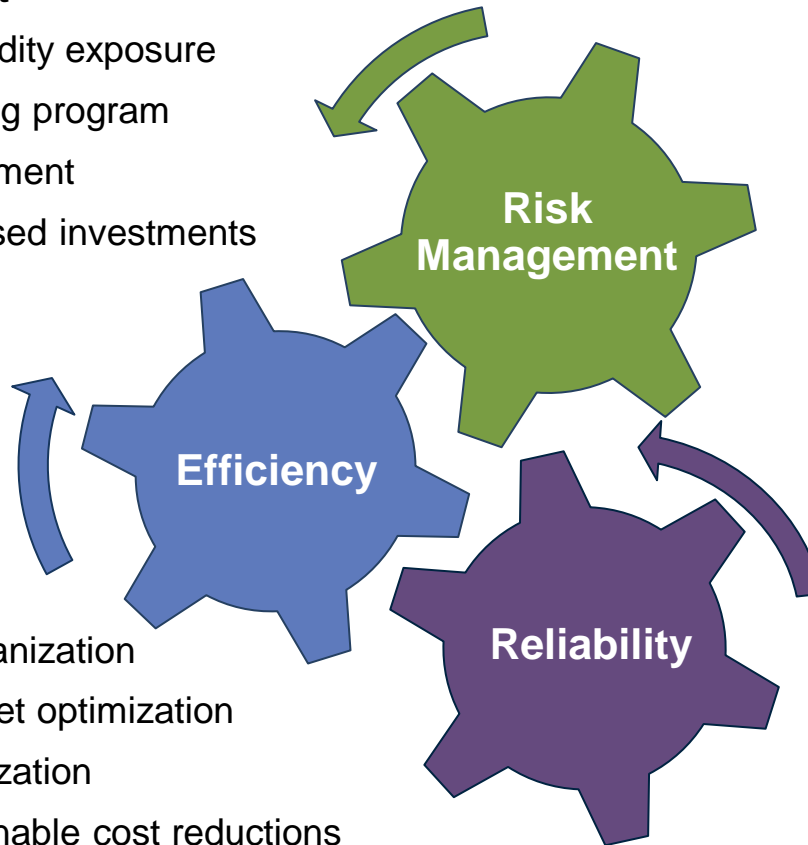 dity exposure
g program
ment
sed investments
Risk
Management
Efficiency
anization
et optimization
zation
nable cost reductions
Reliability